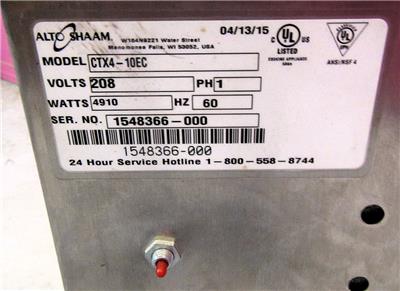 ALTO SHAAM
W164N9221 Water Street
Menomonee Falls, WI 53052, USA
04/13/15
UL
LISTED
EPH
ANSI/NSF 4
MODEL CTX4-10EC
VOLTS 208 PH 1
WATTS 4910 HZ 60
SER. NO. 1548366-000
1548366-000
24 Hour Service Hotline 1-800-558-8744